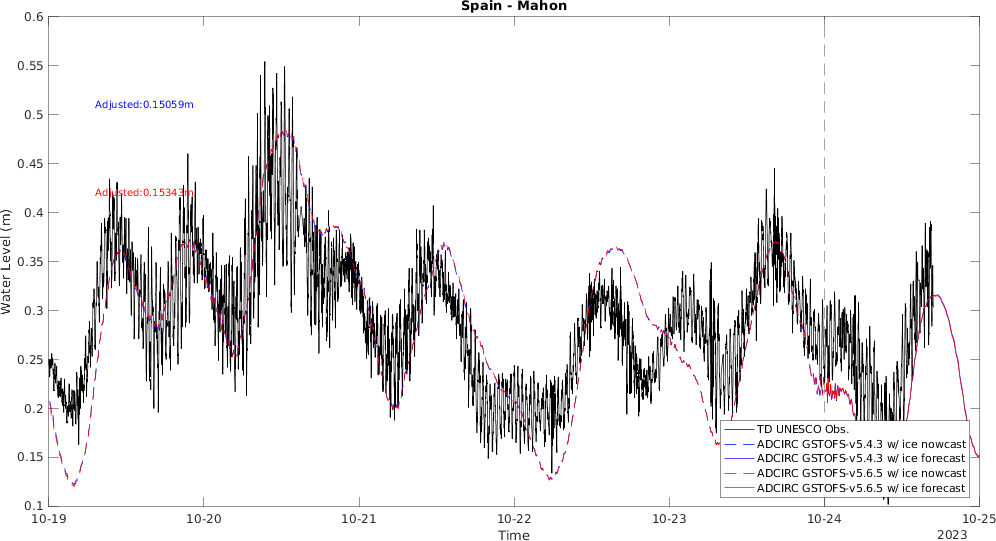 Spain - Mahon
0.6
0.55
0.5
0.45
0.4
0.35
0.3
0.25
0.2
0.15
0.1
Water Level (m)
Adjusted:0.15059m
Adjusted:0.15343m
TD UNESCO Obs.
ADCIRC GSTOFS-v5.4.3 w/ ice nowcast
ADCIRC GSTOFS-v5.4.3 w/ ice forecast
ADCIRC GSTOFS-v5.6.5 w/ ice nowcast
ADCIRC GSTOFS-v5.6.5 w/ ice forecast
10-19 10-20 10-21 10-22 10-23 10-24 10-25
Time
2023